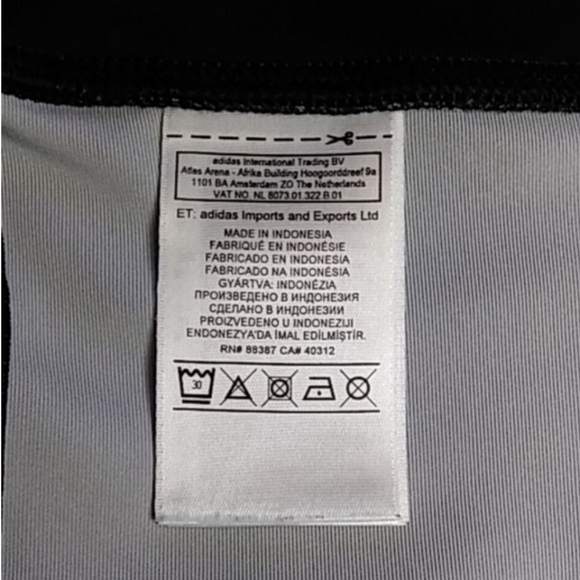 adidas International Trading BV
Atlas Arena - Afrika Building Hoogoorddreef 9a
1101 BA Amsterdam ZO The Netherlands
VAT NO. NL 8073.01.322.B.01
ET: adidas Imports and Exports Ltd
MADE IN INDONESIA
FABRIQUÉ EN INDONÉSIE
FABRICADO EN INDONESIA
FABRICADO NA INDONÉSIA
GYÁRTVA: INDONÉZIA
ПРОИЗВЕДЕНО В ИНДОНЕЗИЯ
СДЕЛАНО В ИНДОНЕЗИИ
PROIZVEDENO U INDONEZIJI
ENDONEZYA'DA İMAL EDİLMİŞTİR.
RN# 88387 CA# 40312
30